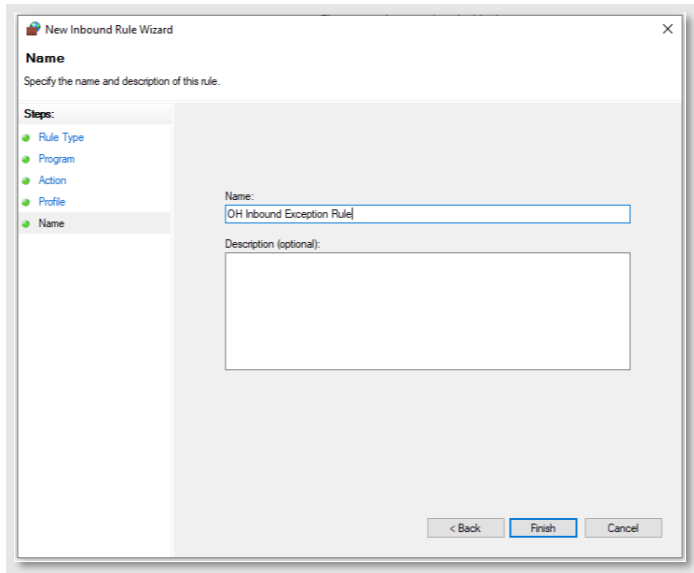 New Inbound Rule Wizard
Name
Specify the name and description of this rule.
Steps:
Rule Type
Program
Action
Profile
Name
Name:
OH Inbound Exception Rule
Description (optional):
< Back
Finish
Cancel